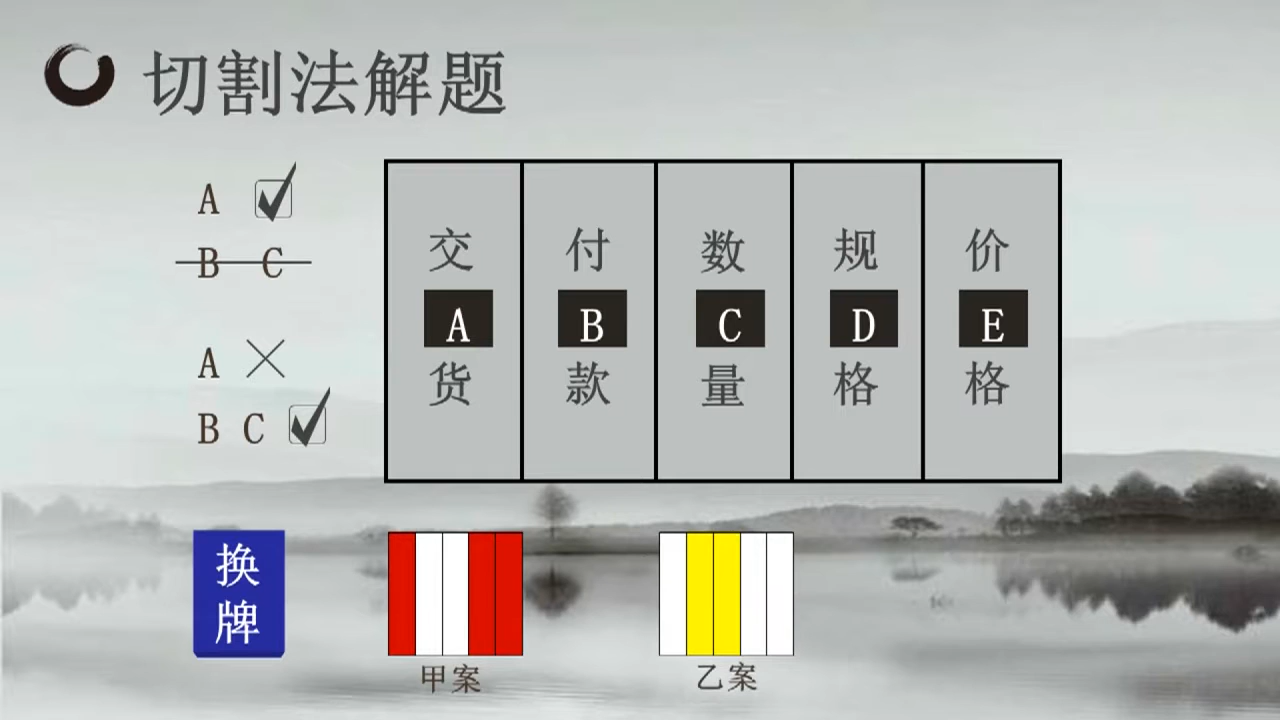 切割法解题
A
B C
A
B C
交 付 数 规 价
A B C D E
货 款 量 格 格
换
牌
甲案 乙案